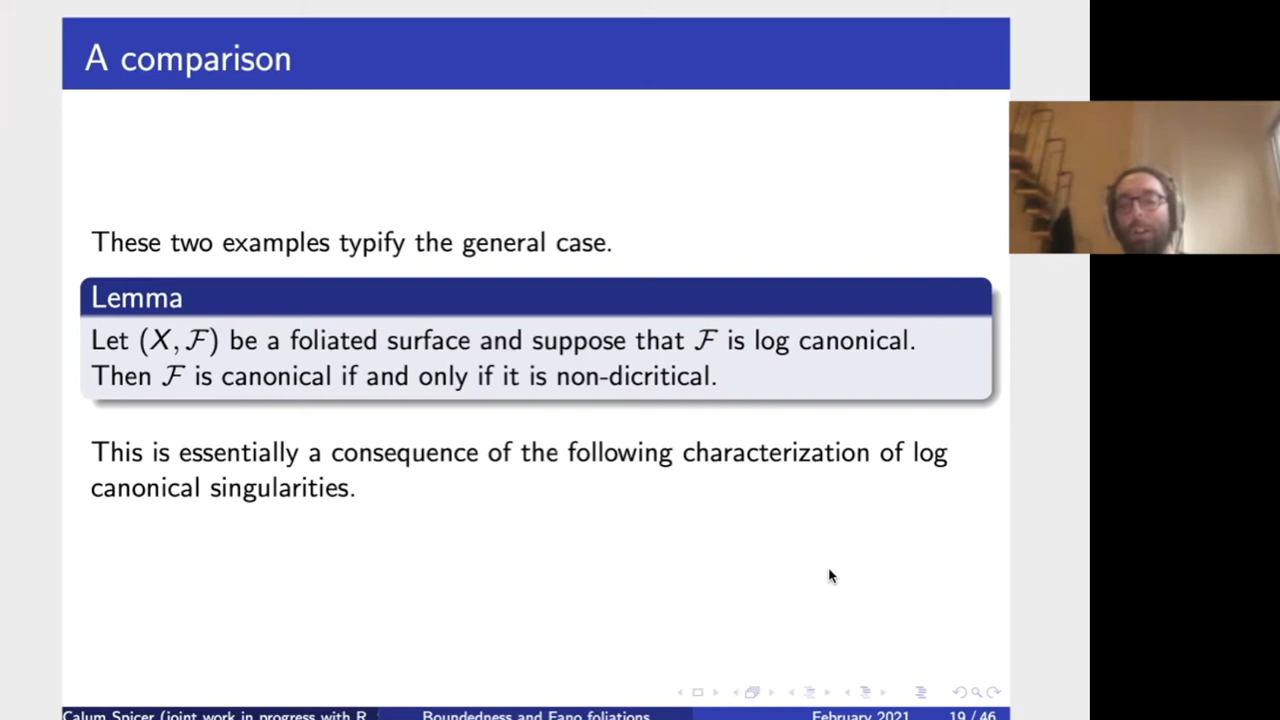 A comparison
These two examples typify the general case.
Lemma
Let (X, ℱ) be a foliated surface and suppose that ℱ is log canonical.
Then ℱ is canonical if and only if it is non-dicritical.
This is essentially a consequence of the following characterization of log
canonical singularities.
Calum Spicer (joint work in progress with R. Boundedness and Fano foliations February 2021 19 / 46